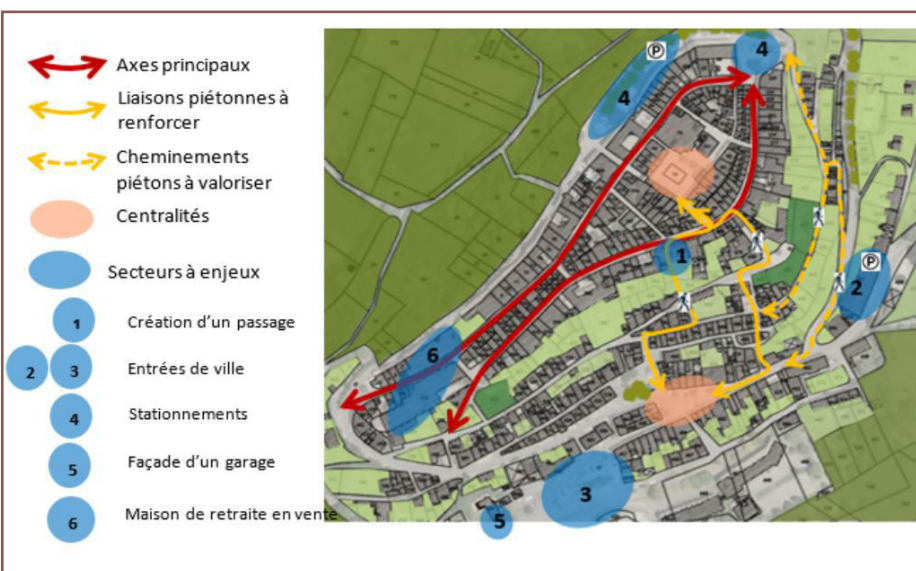 Axes principaux
Liaisons piétonnes à
renforcer
Cheminements
piétons à valoriser
Centralités
Secteurs à enjeux
1
Création d'un passage
2
3
Entrées de ville
4
Stationnements
5
Façade d'un garage
6
Maison de retraite en vente
P
4
4
1
P
2
6
3
5